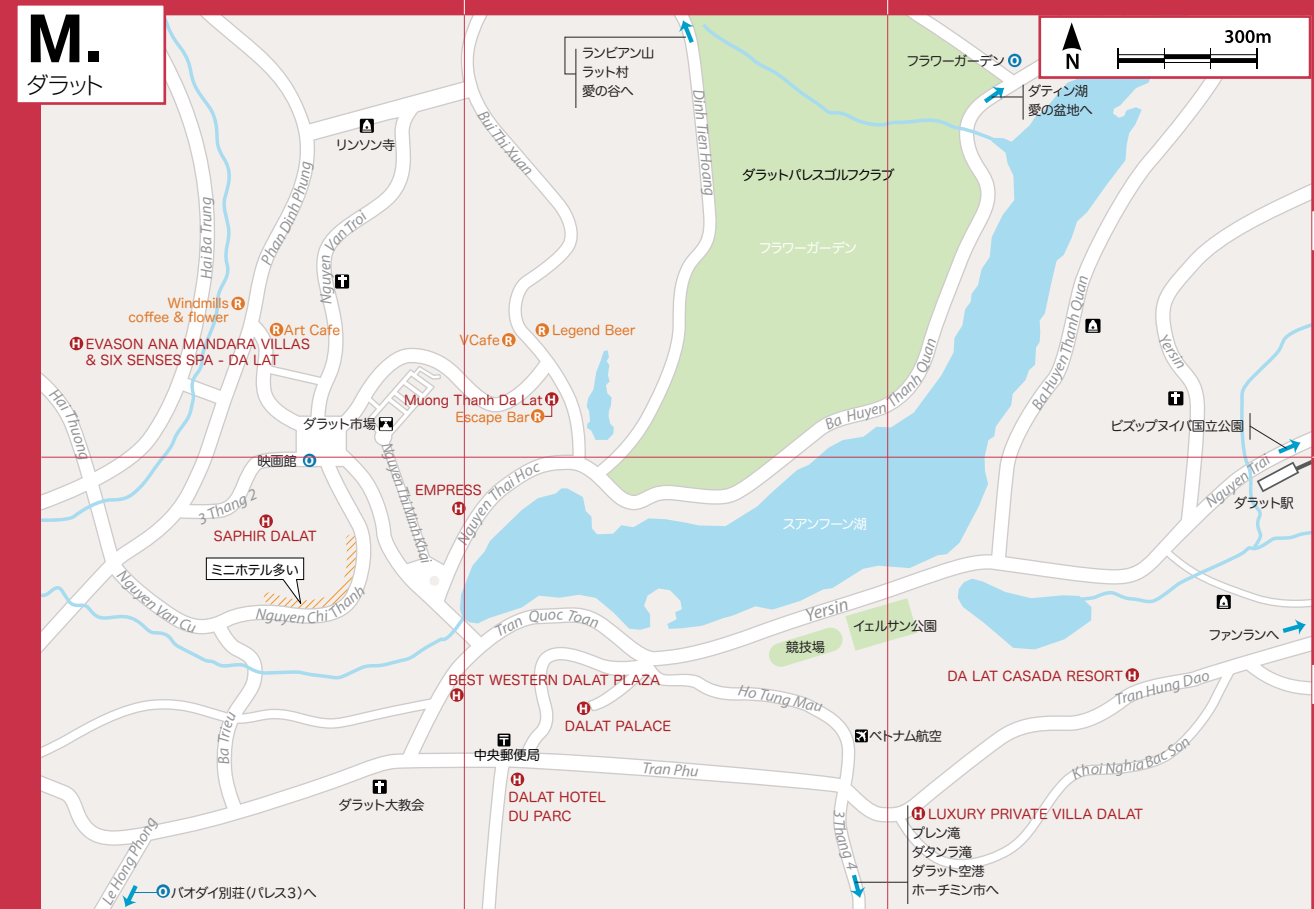 M.
ダラット
N
300m
ランビアン山
ラット村
愛の谷へ
フラワーガーデン
ダティン湖
愛の盆地へ
リンソン寺
Bui Thi Xuan
Dinh Tien Hoang
ダラットパレスゴルフクラブ
フラワーガーデン
Hai Ba Trung
Phan Dinh Phung
Nguyen Van Troi
Windmills
coffee & flower
Art Cafe
EVASON ANA MANDARA VILLAS
& SIX SENSES SPA - DA LAT
VCafe
Legend Beer
Muong Thanh Da Lat
Escape Bar
Ba Huyen Thanh Quan
Ba Huyen Thanh Quan
Yersin
Hai Thuong
ダラット市場
映画館
Nguyen Thi Minh Khai
ビズップヌイバ国立公園
Nguyen Trai
ダラット駅
3 Thang 2
SAPHIR DALAT
EMPRESS
Nguyen Thai Hoc
スアンフーン湖
ミニホテル多い
Nguyen Van Cu
Nguyen Chi Thanh
Tran Quoc Toan
Yersin
イェルサン公園
競技場
ファンランへ
BEST WESTERN DALAT PLAZA
DALAT PALACE
Ho Tung Mau
DA LAT CASADA RESORT
Tran Hung Dao
Ba Trieu
中央郵便局
Tran Phu
ベトナム航空
Khoi Nghia Bac Son
ダラット大教会
DALAT HOTEL
DU PARC
3 Thang 4
LUXURY PRIVATE VILLA DALAT
プレン滝
ダタンラ滝
ダラット空港
ホーチミン市へ
Le Hong Phong
バオダイ別荘（パレス3）へ